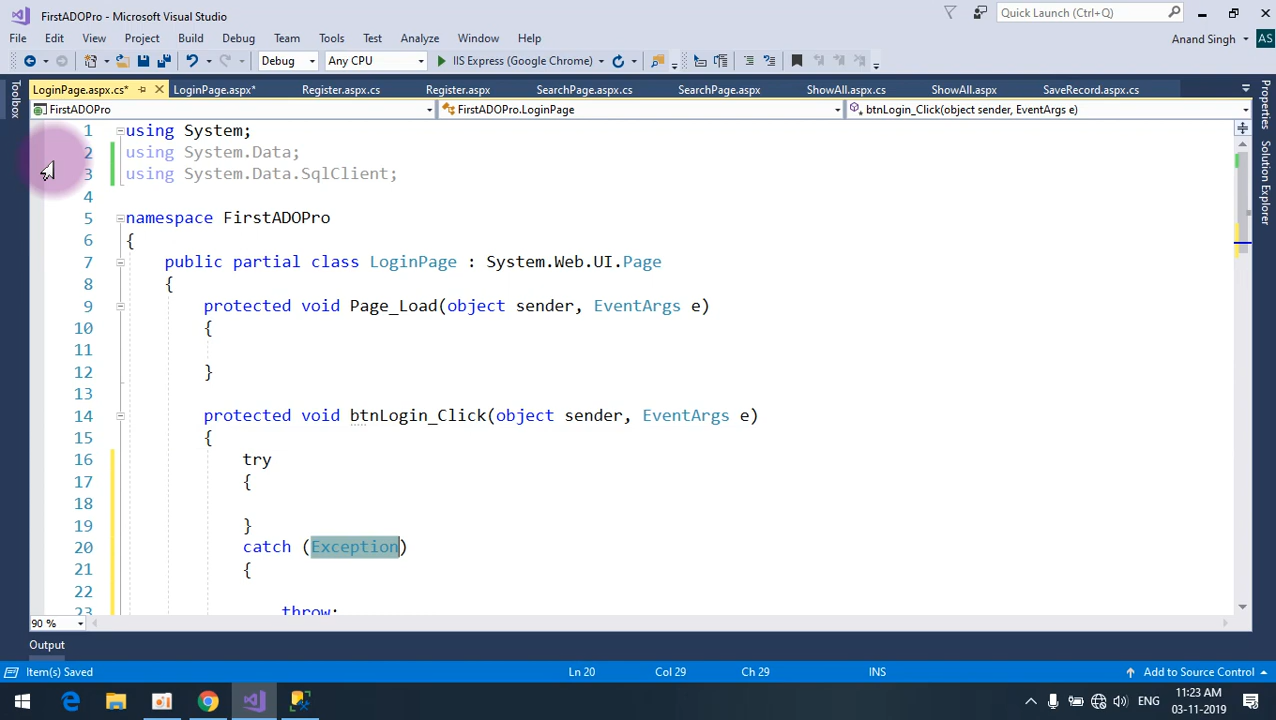 FirstADOPro - Microsoft Visual Studio
Quick Launch (Ctrl+Q)
File Edit View Project Build Debug Team Tools Test Analyze Window Help
Anand Singh AS
Debug Any CPU IIS Express (Google Chrome)
LoginPage.aspx.cs* LoginPage.aspx* Register.aspx.cs Register.aspx SearchPage.aspx.cs SearchPage.aspx ShowAll.aspx.cs ShowAll.aspx SaveRecord.aspx.cs
Toolbox
Properties
Solution Explorer
FirstADOPro FirstADOPro.LoginPage btnLogin_Click(object sender, EventArgs e)
1 using System;
2 using System.Data;
3 using System.Data.SqlClient;
4
5 namespace FirstADOPro
6 {
7 public partial class LoginPage : System.Web.UI.Page
8 {
9 protected void Page_Load(object sender, EventArgs e)
10 {
11
12 }
13
14 protected void btnLogin_Click(object sender, EventArgs e)
15 {
16 try
17 {
18
19 }
20 catch (Exception)
21 {
22
23 throw;
90 %
Output
Item(s) Saved Ln 20 Col 29 Ch 29 INS Add to Source Control
ENG 11:23 AM
03-11-2019